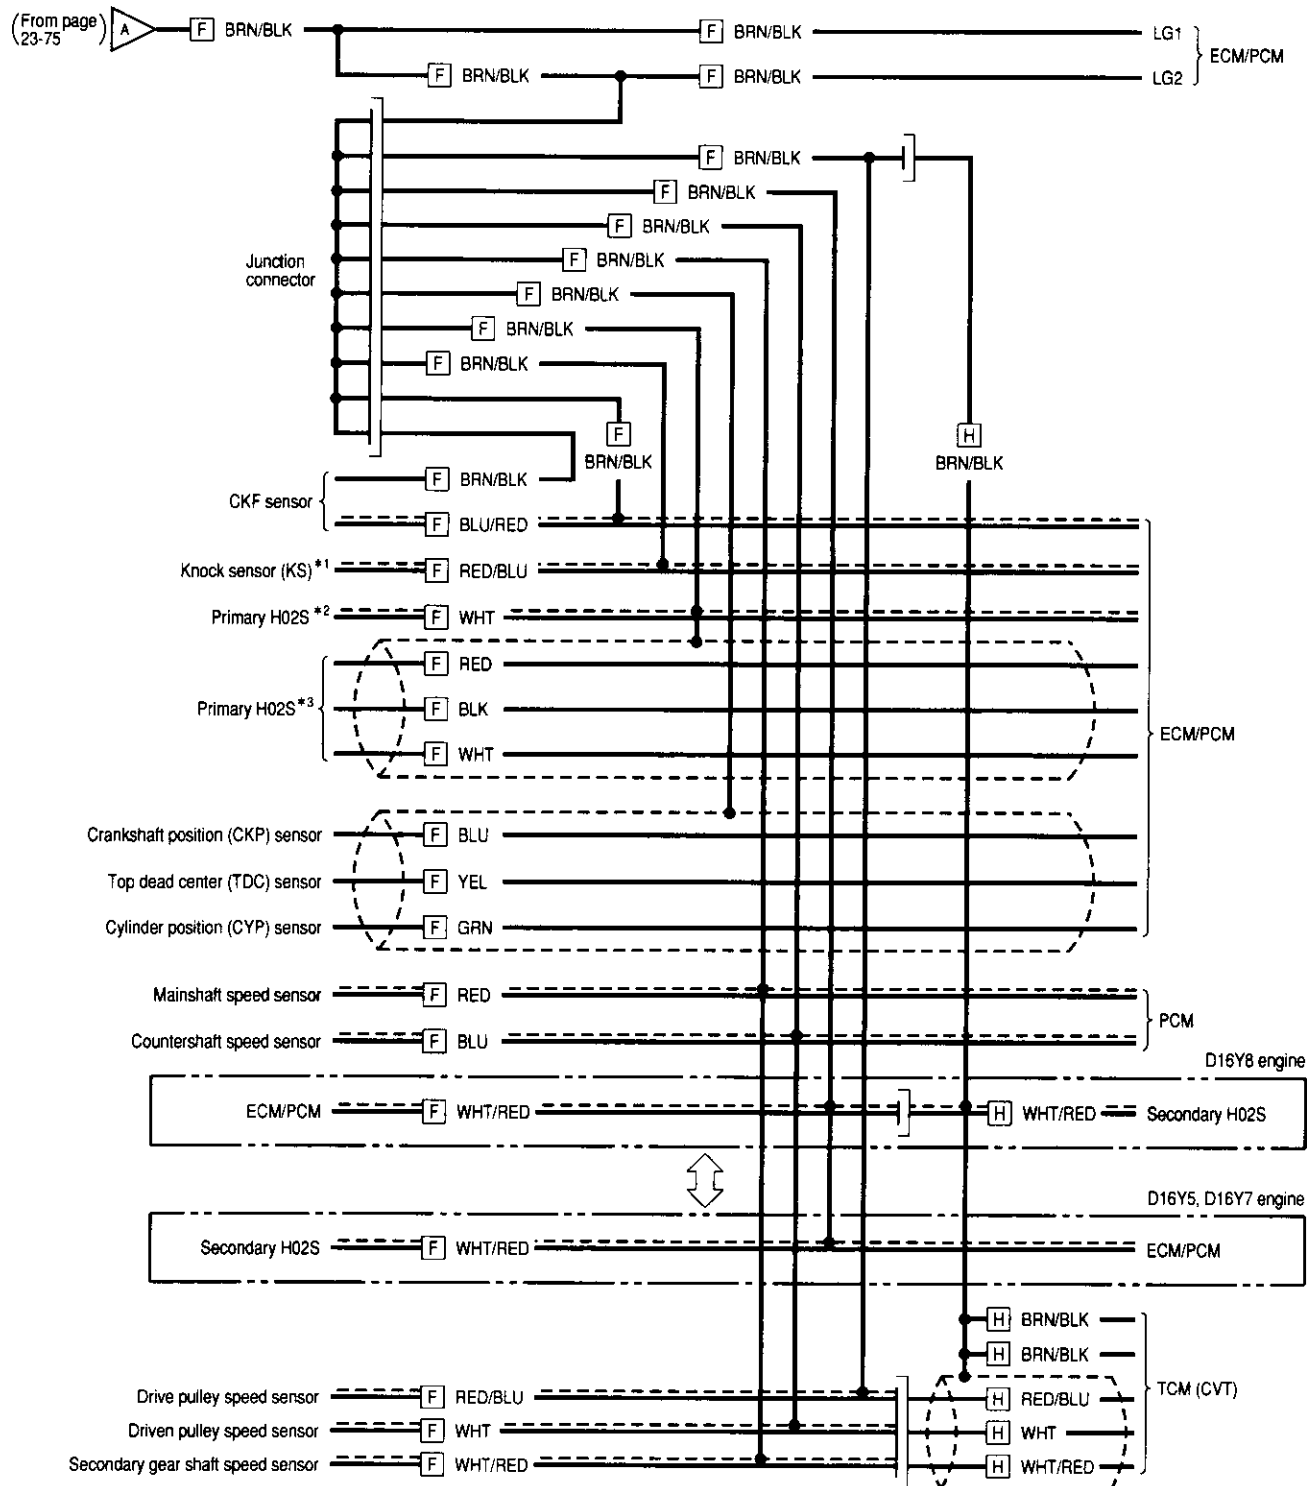 (From page 23-75) A F BRN/BLK F BRN/BLK LG1
F BRN/BLK F BRN/BLK LG2
ECM/PCM
F BRN/BLK
F BRN/BLK
F BRN/BLK
Junction connector
F BRN/BLK
F BRN/BLK
F BRN/BLK
F BRN/BLK
F BRN/BLK
H BRN/BLK
CKF sensor
F BRN/BLK
F BLU/RED
Knock sensor (KS)*1 F RED/BLU
Primary H02S*2 F WHT
Primary H02S*3
F RED
F BLK
F WHT
ECM/PCM
Crankshaft position (CKP) sensor F BLU
Top dead center (TDC) sensor F YEL
Cylinder position (CYP) sensor F GRN
Mainshaft speed sensor F RED
Countershaft speed sensor F BLU
PCM
D16Y8 engine
ECM/PCM F WHT/RED H WHT/RED Secondary H02S
D16Y5, D16Y7 engine
Secondary H02S F WHT/RED ECM/PCM
H BRN/BLK
H BRN/BLK
TCM (CVT)
Drive pulley speed sensor F RED/BLU H RED/BLU
Driven pulley speed sensor F WHT H WHT
Secondary gear shaft speed sensor F WHT/RED H WHT/RED